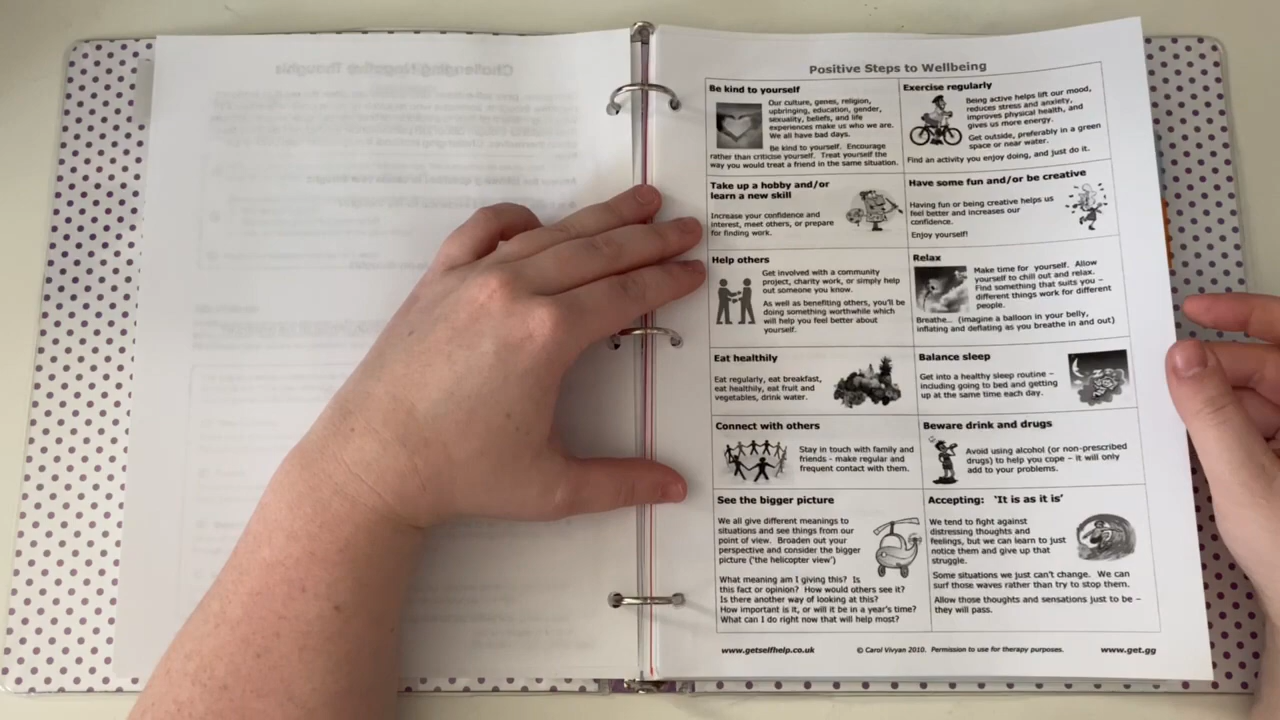 Challenging Negative Thoughts
Positive Steps to Wellbeing
Be kind to yourself
Our culture, genes, religion,
upbringing, education, gender,
sexuality, beliefs, and life
experiences make us who we are.
We all have bad days.
Be kind to yourself. Encourage
rather than criticise yourself. Treat yourself the
way you would treat a friend in the same situation.
Exercise regularly
Being active helps lift our mood,
reduces stress and anxiety,
improves physical health, and
gives us more energy.
Get outside, preferably in a green
space or near water.
Find an activity you enjoy doing, and just do it.
Take up a hobby and/or
learn a new skill
Increase your confidence and
interest, meet others, or prepare
for finding work.
Have some fun and/or be creative
Having fun or being creative helps us
feel better and increases our
confidence.
Enjoy yourself!
Help others
Get involved with a community
project, charity work, or simply help
out someone you know.
As well as benefiting others, you'll be
doing something worthwhile which
will help you feel better about
yourself.
Relax
Make time for yourself. Allow
yourself to chill out and relax.
Find something that suits you –
different things work for different
people.
Breathe... (imagine a balloon in your belly,
inflating and deflating as you breathe in and out)
Eat healthily
Eat regularly, eat breakfast,
eat healthily, eat fruit and
vegetables, drink water.
Balance sleep
Get into a healthy sleep routine –
including going to bed and getting
up at the same time each day.
Connect with others
Stay in touch with family and
friends - make regular and
frequent contact with them.
Beware drink and drugs
Avoid using alcohol (or non-prescribed
drugs) to help you cope – it will only
add to your problems.
See the bigger picture
We all give different meanings to
situations and see things from our
point of view. Broaden out your
perspective and consider the bigger
picture ('the helicopter view')
What meaning am I giving this? Is
this fact or opinion? How would others see it?
Is there another way of looking at this?
How important is it, or will it be in a year's time?
What can I do right now that will help most?
Accepting: 'It is as it is'
We tend to fight against
distressing thoughts and
feelings, but we can learn to just
notice them and give up that
struggle.
Some situations we just can't change. We can
surf those waves rather than try to stop them.
Allow those thoughts and sensations just to be –
they will pass.
www.getselfhelp.co.uk
© Carol Vivyan 2010. Permission to use for therapy purposes.
www.get.gg